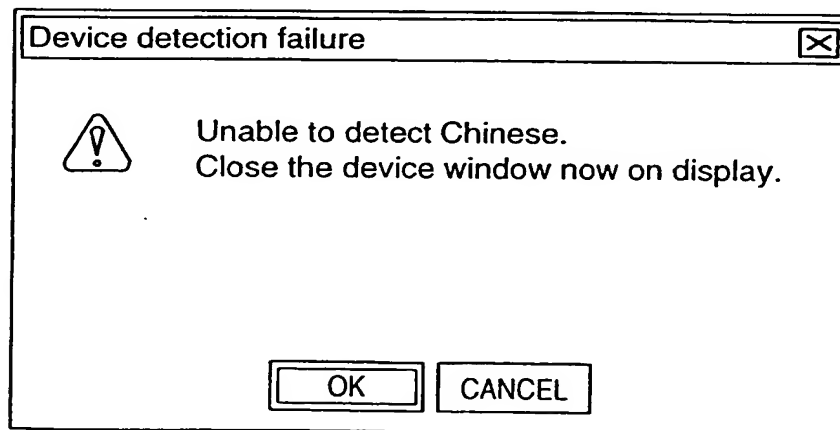 Device detection failure
Unable to detect Chinese.
Close the device window now on display.
OK
CANCEL